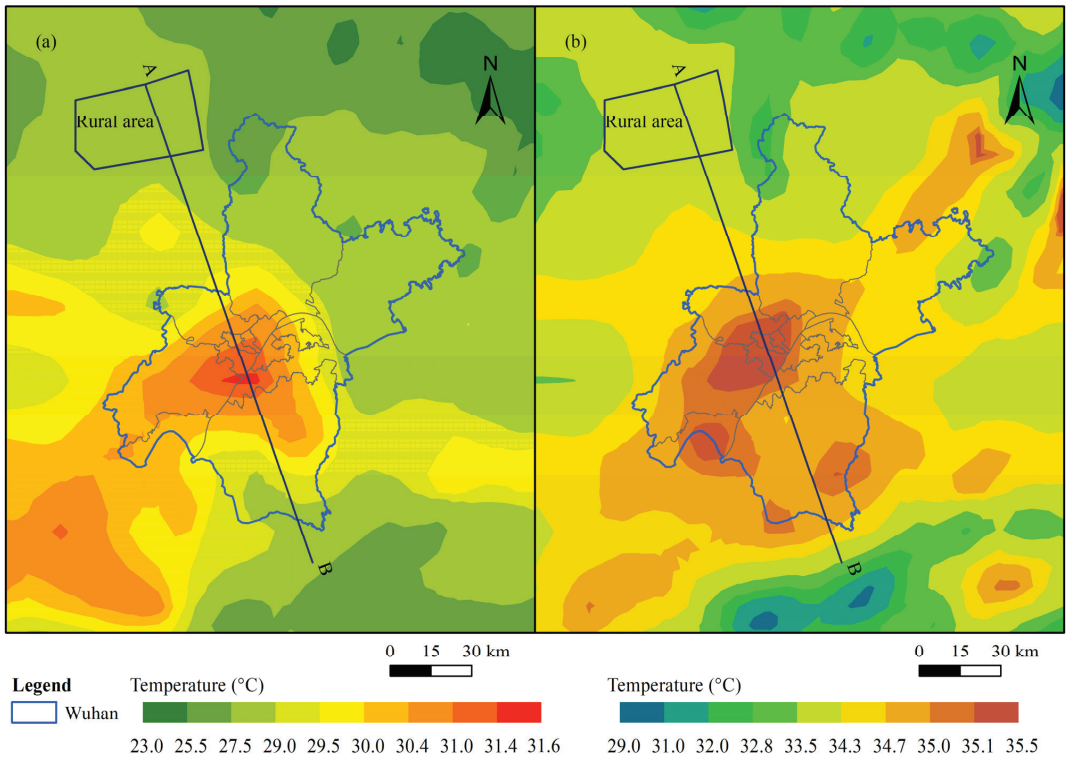 (a)
(b)
A
A
N
N
Rural area
Rural area
B
B
0 15 30 km
0 15 30 km
Legend
Wuhan
Temperature (°C)
23.0 25.5 27.5 29.0 29.5 30.0 30.4 31.0 31.4 31.6
Temperature (°C)
29.0 31.0 32.0 32.8 33.5 34.3 34.7 35.0 35.1 35.5